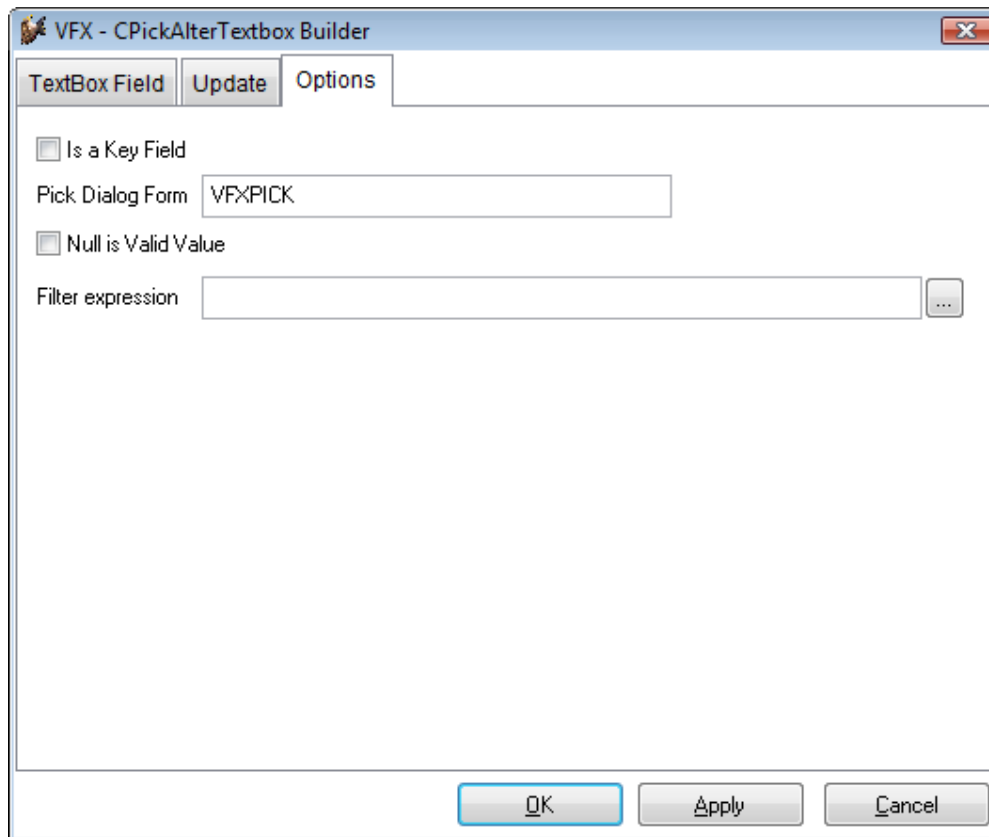 VFX - CPickAlterTextbox Builder
TextBox Field Update Options
Is a Key Field
Pick Dialog Form VFXPICK
Null is Valid Value
Filter expression ...
OK Apply Cancel